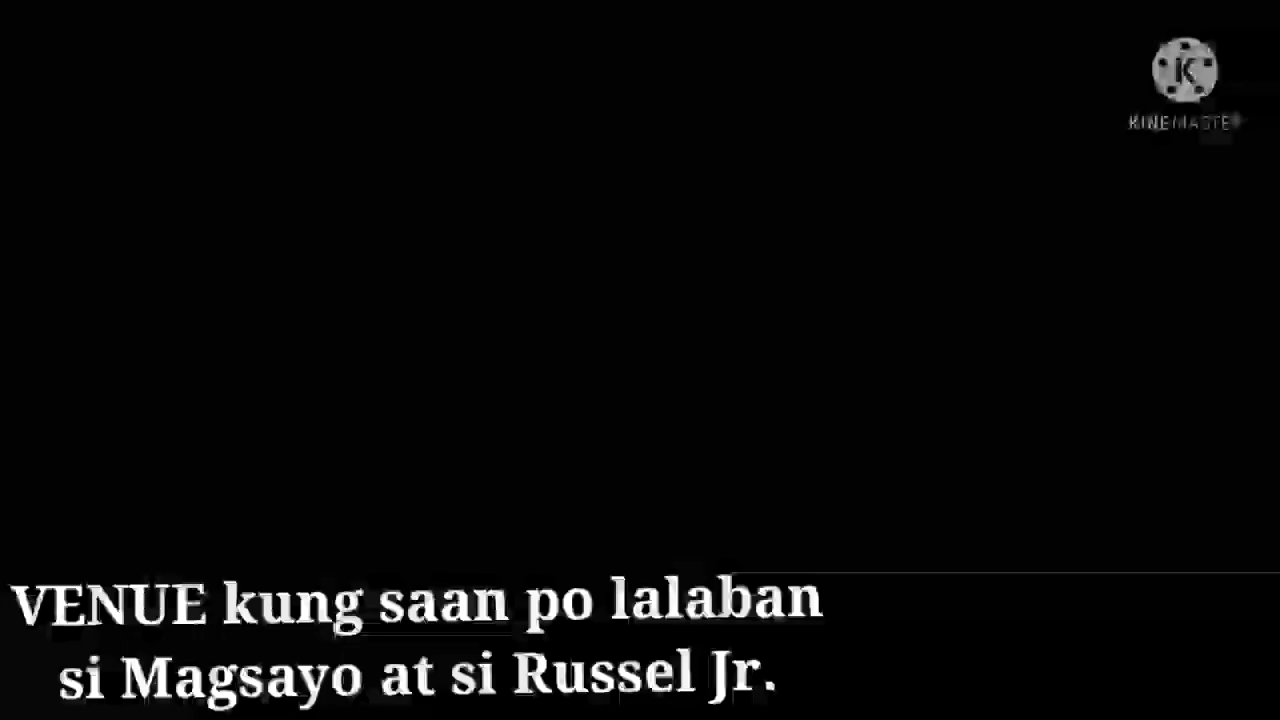 K
KINEMASTER
VENUE kung saan po lalaban
si Magsayo at si Russel Jr.